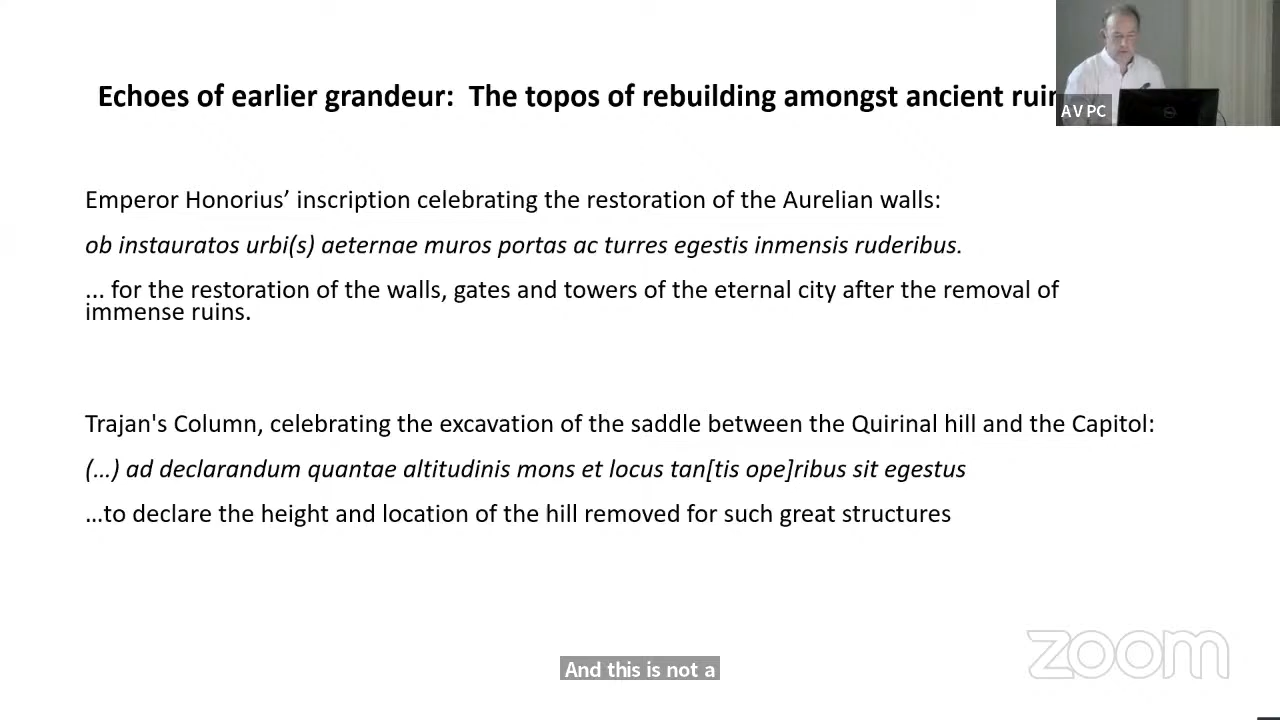 Echoes of earlier grandeur: The topos of rebuilding amongst ancient
AV PC
Emperor Honorius’ inscription celebrating the restoration of the Aurelian walls:
ob instauratos urbi(s) aeternae muros portas ac turres egestis inmensis ruderibus.
... for the restoration of the walls, gates and towers of the eternal city after the removal of
immense ruins.
Trajan's Column, celebrating the excavation of the saddle between the Quirinal hill and the Capitol:
(...) ad declarandum quantae altitudinis mons et locus tan[tis ope]ribus sit egestus
…to declare the height and location of the hill removed for such great structures
zoom
And this is not a